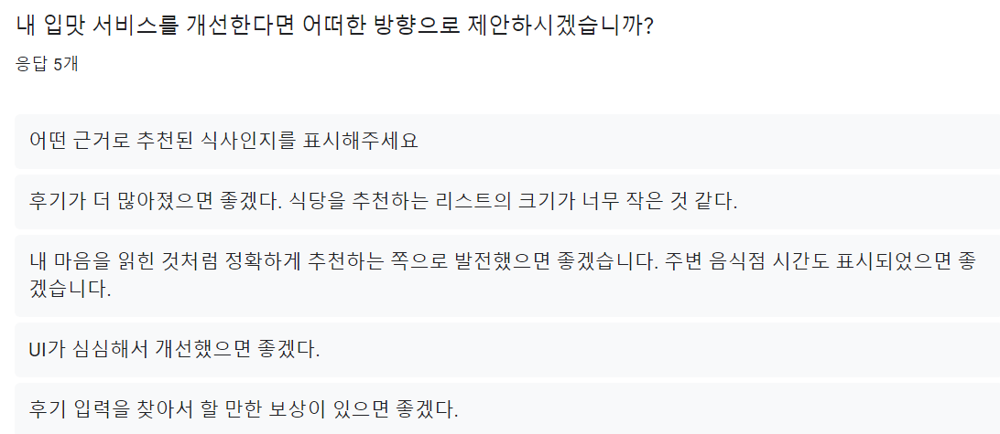 내 입맛 서비스를 개선한다면 어떠한 방향으로 제안하시겠습니까?
응답 5개
어떤 근거로 추천된 식사인지를 표시해주세요
후기가 더 많아졌으면 좋겠다. 식당을 추천하는 리스트의 크기가 너무 작은 것 같다.
내 마음을 읽힌 것처럼 정확하게 추천하는 쪽으로 발전했으면 좋겠습니다. 주변 음식점 시간도 표시되었으면 좋
겠습니다.
UI가 심심해서 개선했으면 좋겠다.
후기 입력을 찾아서 할 만한 보상이 있으면 좋겠다.